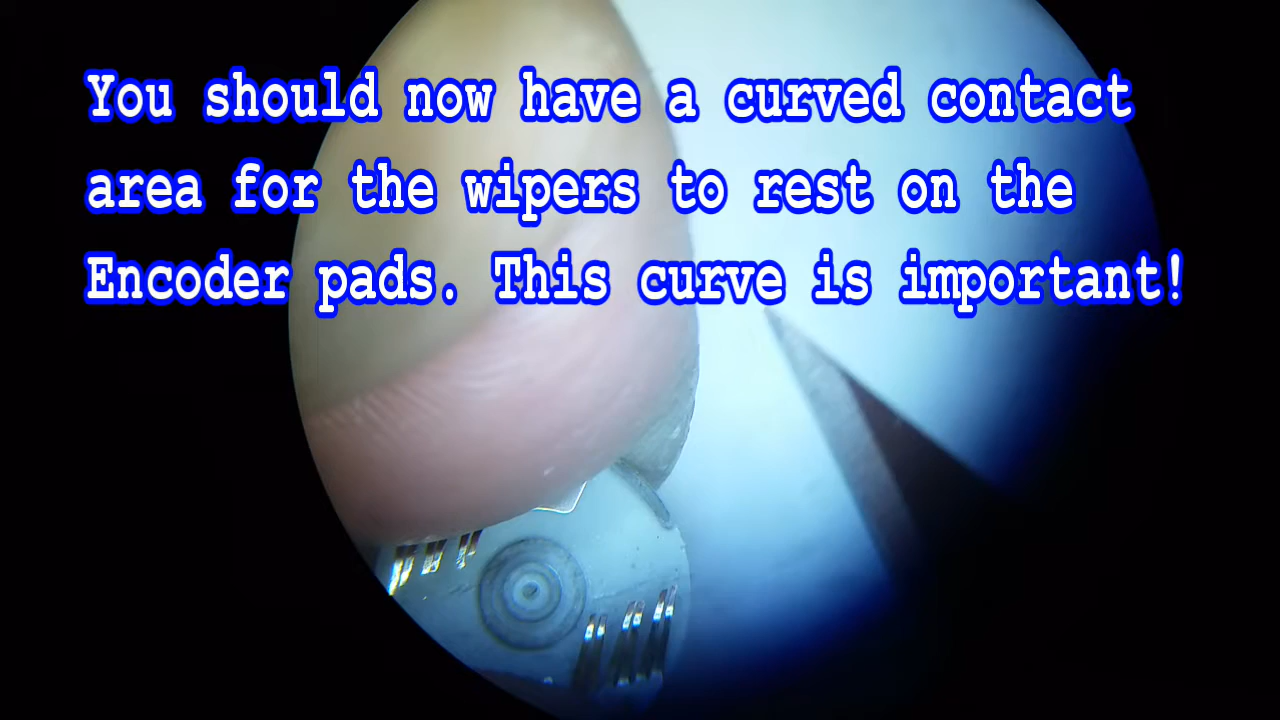 You should now have a curved contact
area for the wipers to rest on the
Encoder pads. This curve is important!